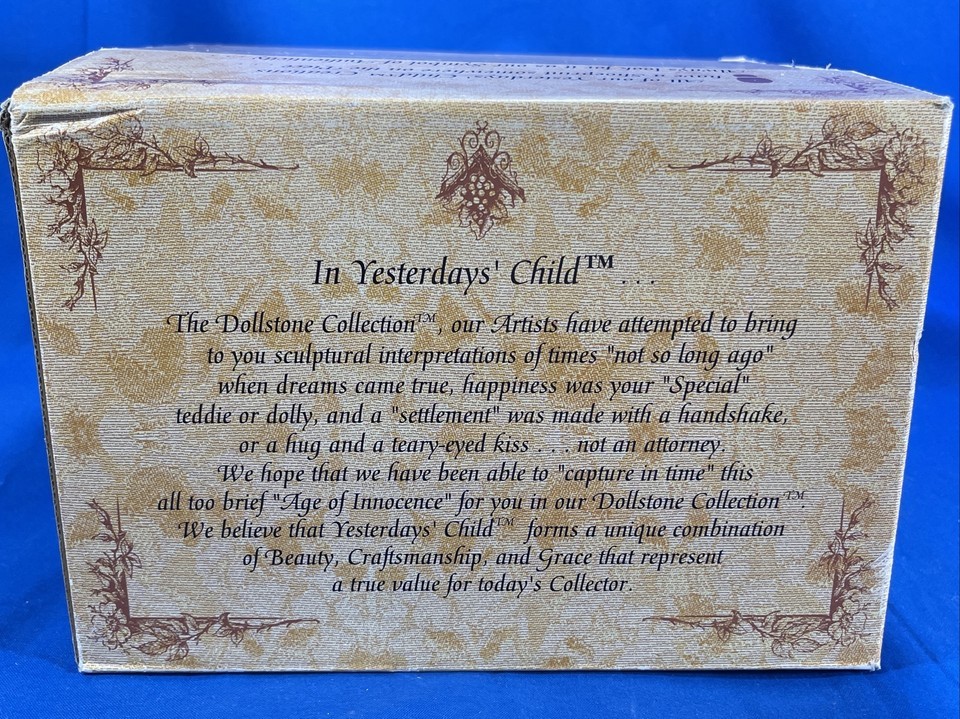 In Yesterdays' Child™ . . .
The Dollstone Collection™, our Artists have attempted to bring
to you sculptural interpretations of times "not so long ago"
when dreams came true, happiness was your "Special"
teddie or dolly, and a "settlement" was made with a handshake,
or a hug and a teary-eyed kiss . . . not an attorney.
We hope that we have been able to "capture in time" this
all too brief "Age of Innocence" for you in our Dollstone Collection™.
We believe that Yesterdays' Child™ forms a unique combination
of Beauty, Craftsmanship, and Grace that represent
a true value for today's Collector.